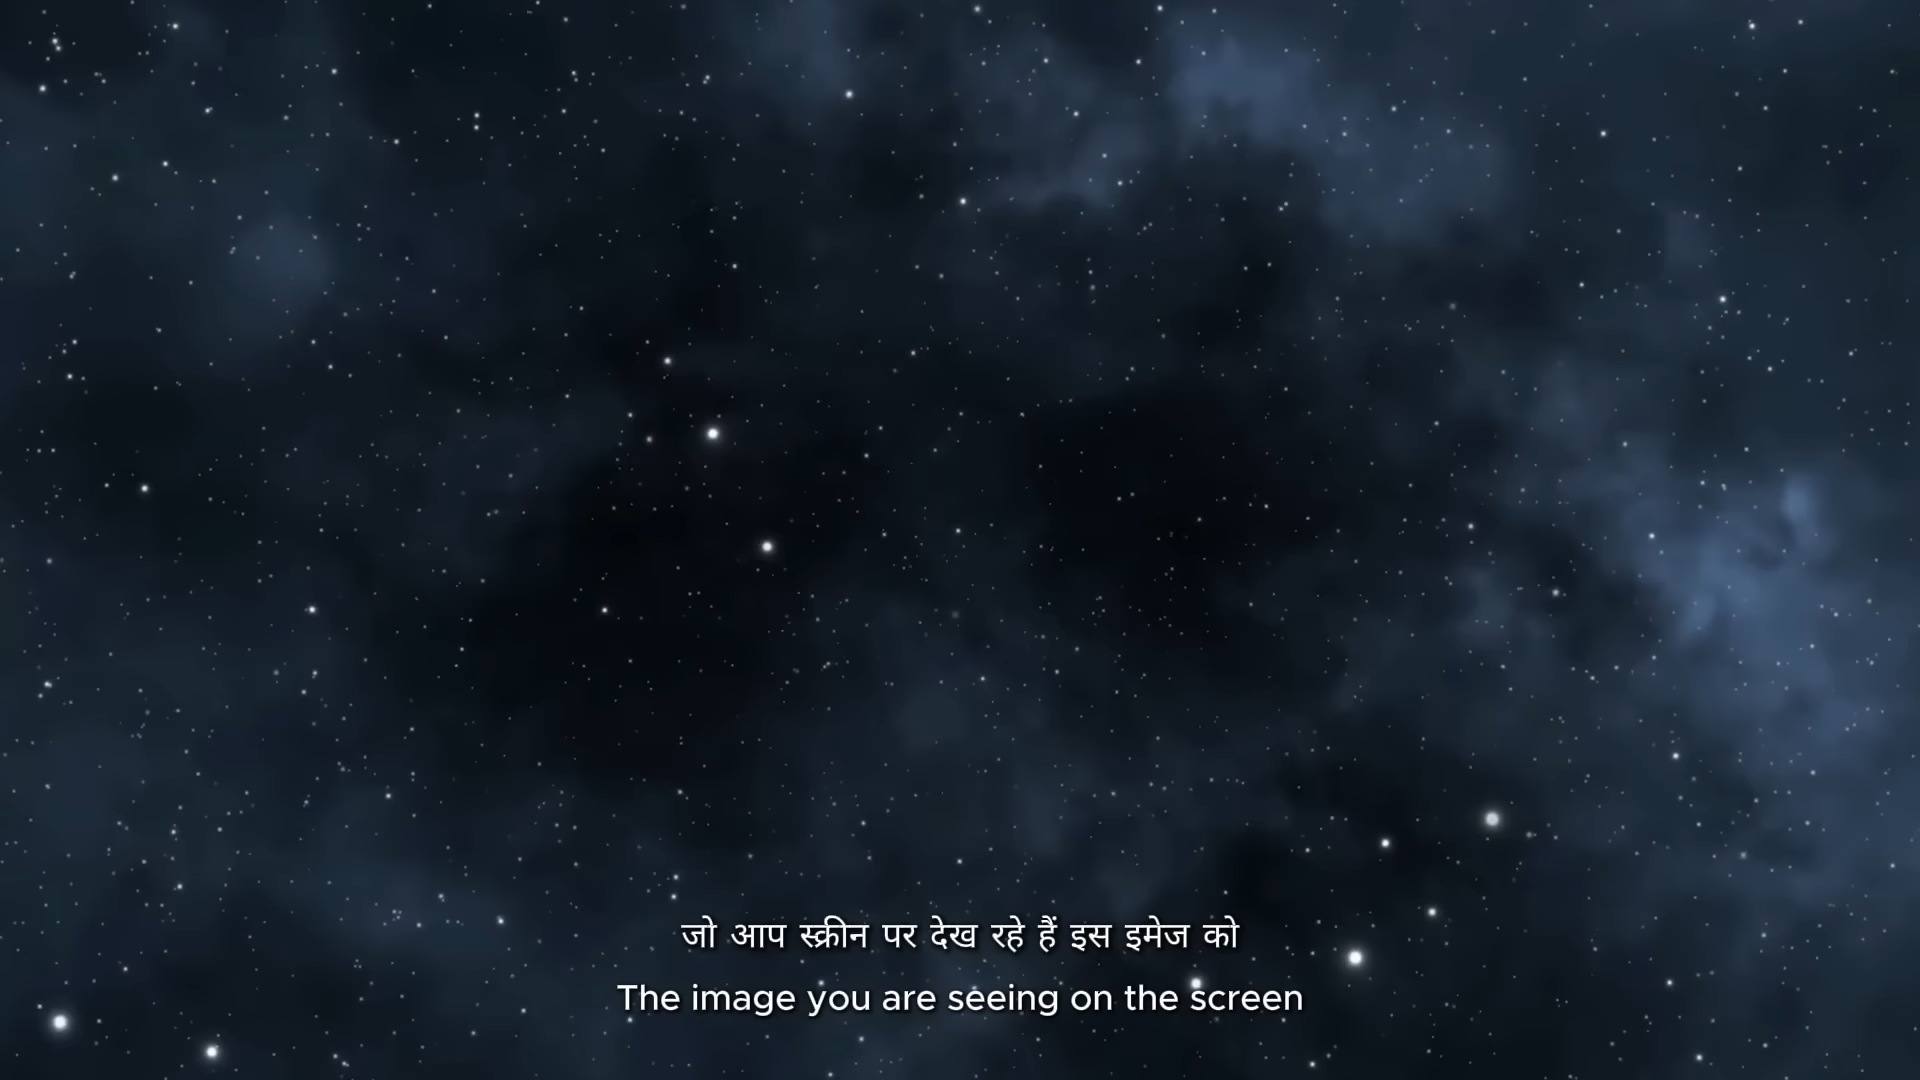 जो आप स्क्रीन पर देख रहे हैं इस इमेज को
The image you are seeing on the screen